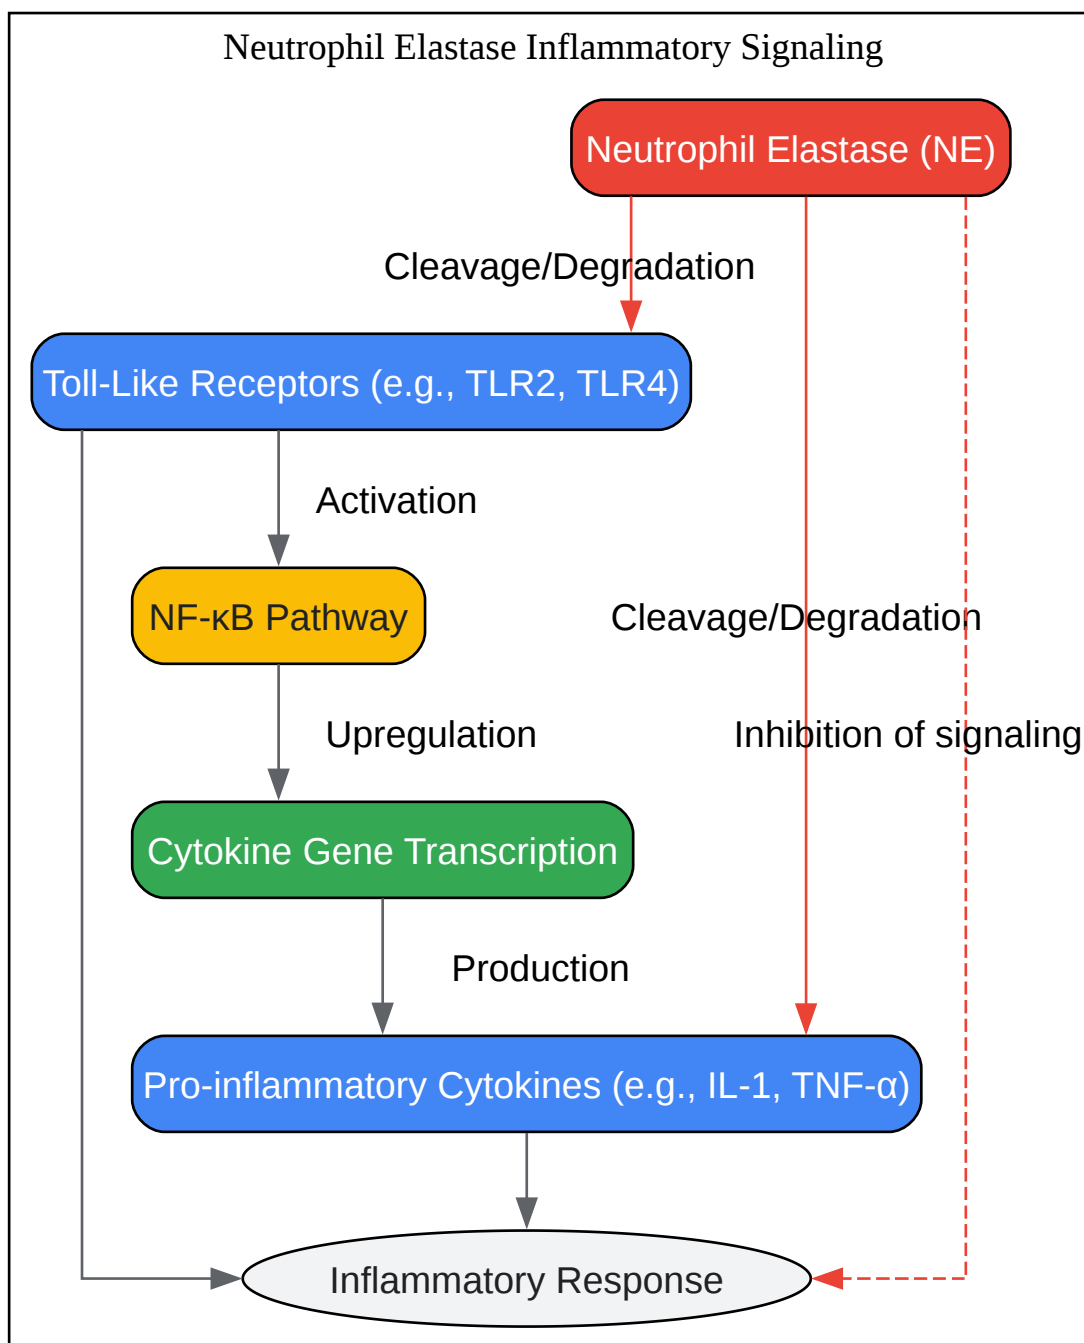 Neutrophil Elastase Inflammatory Signaling
Neutrophil Elastase (NE)
Cleavage/Degradation
Toll-Like Receptors (e.g., TLR2, TLR4)
Activation
NF-κB Pathway
Cleavage/Degradation
Upregulation
Inhibition of signaling
Cytokine Gene Transcription
Production
Pro-inflammatory Cytokines (e.g., IL-1, TNF-α)
Inflammatory Response